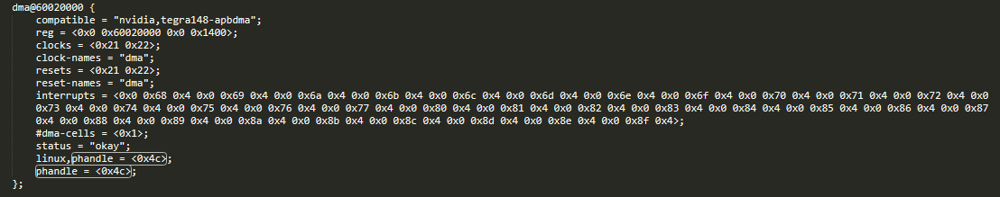 dma@60020000 {
compatible = "nvidia,tegra148-apbdma";
reg = <0x0 0x60020000 0x0 0x1400>;
clocks = <0x21 0x22>;
clock-names = "dma";
resets = <0x21 0x22>;
reset-names = "dma";
interrupts = <0x0 0x68 0x4 0x0 0x69 0x4 0x0 0x6a 0x4 0x0 0x6b 0x4 0x0 0x6c 0x4 0x0 0x6d 0x4 0x0 0x6e 0x4 0x0 0x6f 0x4 0x0 0x70 0x4 0x0 0x71 0x4 0x0 0x72 0x4 0x0
0x73 0x4 0x0 0x74 0x4 0x0 0x75 0x4 0x0 0x76 0x4 0x0 0x77 0x4 0x0 0x80 0x4 0x0 0x81 0x4 0x0 0x82 0x4 0x0 0x83 0x4 0x0 0x84 0x4 0x0 0x85 0x4 0x0 0x86 0x4 0x0 0x87
0x4 0x0 0x88 0x4 0x0 0x89 0x4 0x0 0x8a 0x4 0x0 0x8b 0x4 0x0 0x8c 0x4 0x0 0x8d 0x4 0x0 0x8e 0x4 0x0 0x8f 0x4>;
#dma-cells = <0x1>;
status = "okay";
linux,phandle = <0x4c>;
phandle = <0x4c>;
};